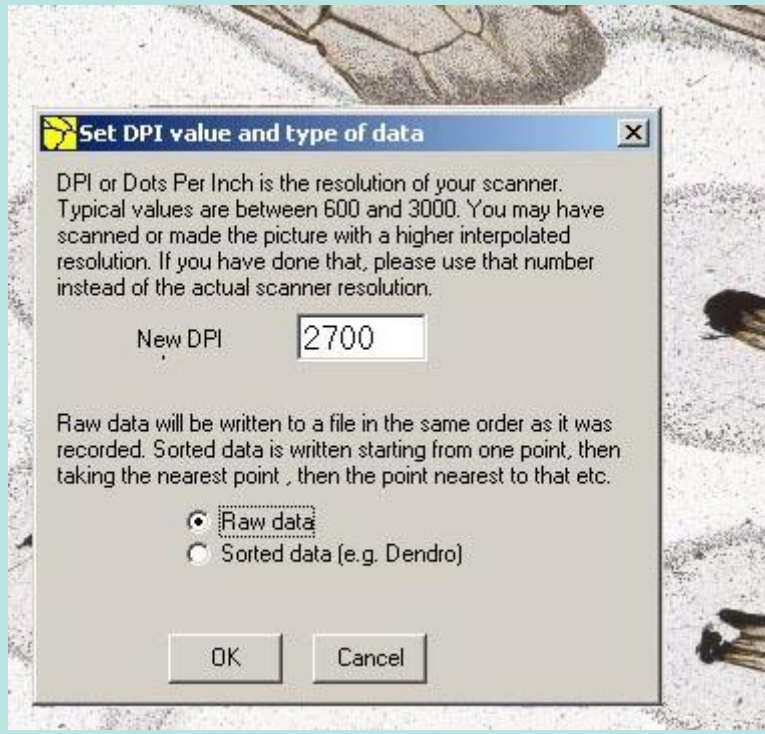 Set DPI value and type of data
DPI or Dots Per Inch is the resolution of your scanner.
Typical values are between 600 and 3000. You may have
scanned or made the picture with a higher interpolated
resolution. If you have done that, please use that number
instead of the actual scanner resolution.
New DPI 2700
Raw data will be written to a file in the same order as it was
recorded. Sorted data is written starting from one point, then
taking the nearest point , then the point nearest to that etc.
Raw data
Sorted data (e.g. Dendro)
OK Cancel